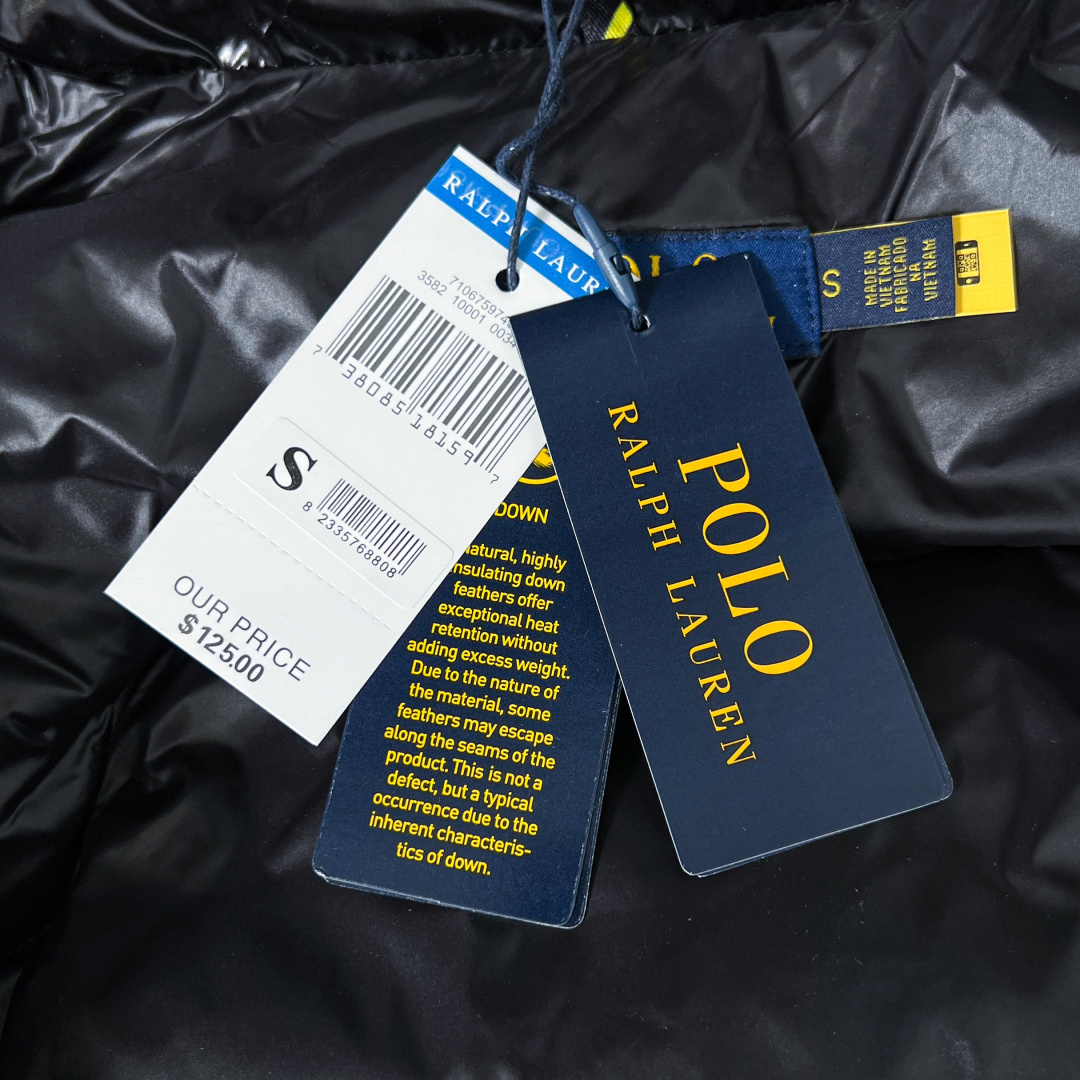 RALPH LAUR
71067597
3582 10001 003
7 38085 18159 7
S
8 2335768808
OUR PRICE
$125.00
DOWN
natural, highly
insulating down
feathers offer
exceptional heat
retention without
adding excess weight.
Due to the nature of
the material, some
feathers may escape
along the seams of the
product. This is not a
defect, but a typical
occurrence due to the
inherent characteris-
tics of down.
POLO
RALPH LAUREN
S
MADE IN
VIETNAM
FABRICADO
NA
VIETNAM